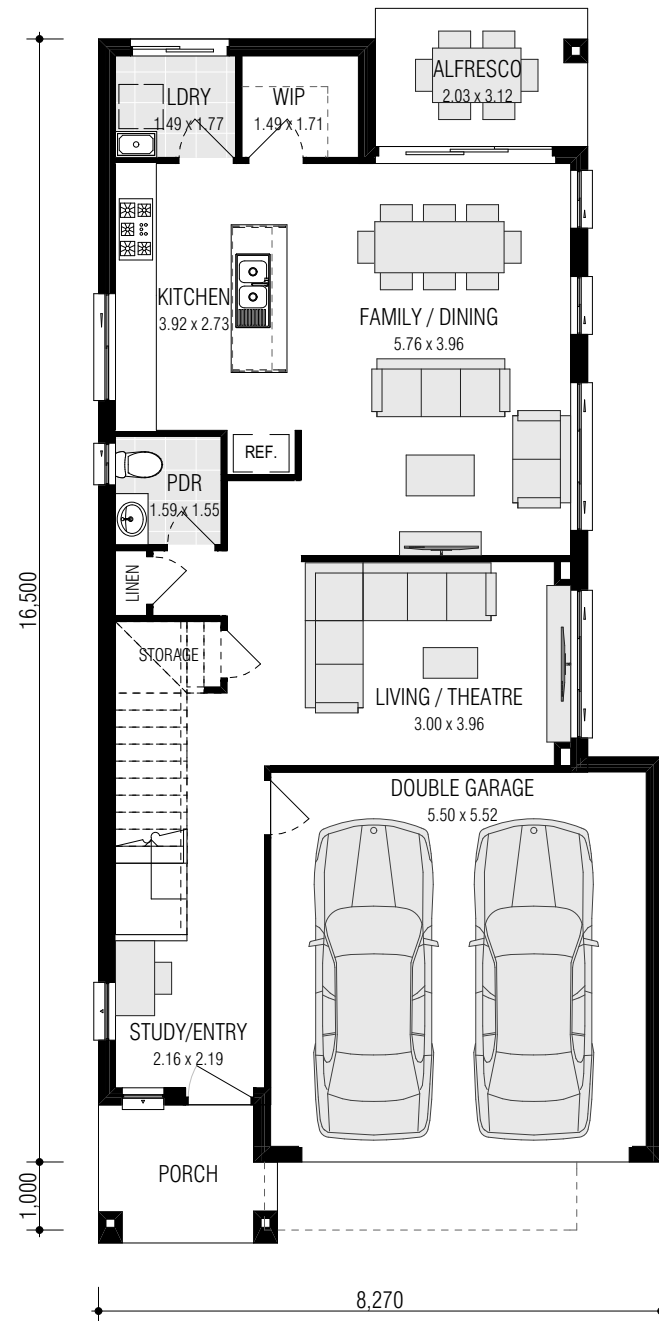 ALFRESCO
2.03 x 3.12
LDRY
1.49 x 1.77
WIP
1.49 x 1.71
KITCHEN
3.92 x 2.73
FAMILY / DINING
5.76 x 3.96
REF.
PDR
1.59 x 1.55
LINEN
16,500
STORAGE
LIVING / THEATRE
3.00 x 3.96
DOUBLE GARAGE
5.50 x 5.52
STUDY/ENTRY
2.16 x 2.19
PORCH
1,000
8,270